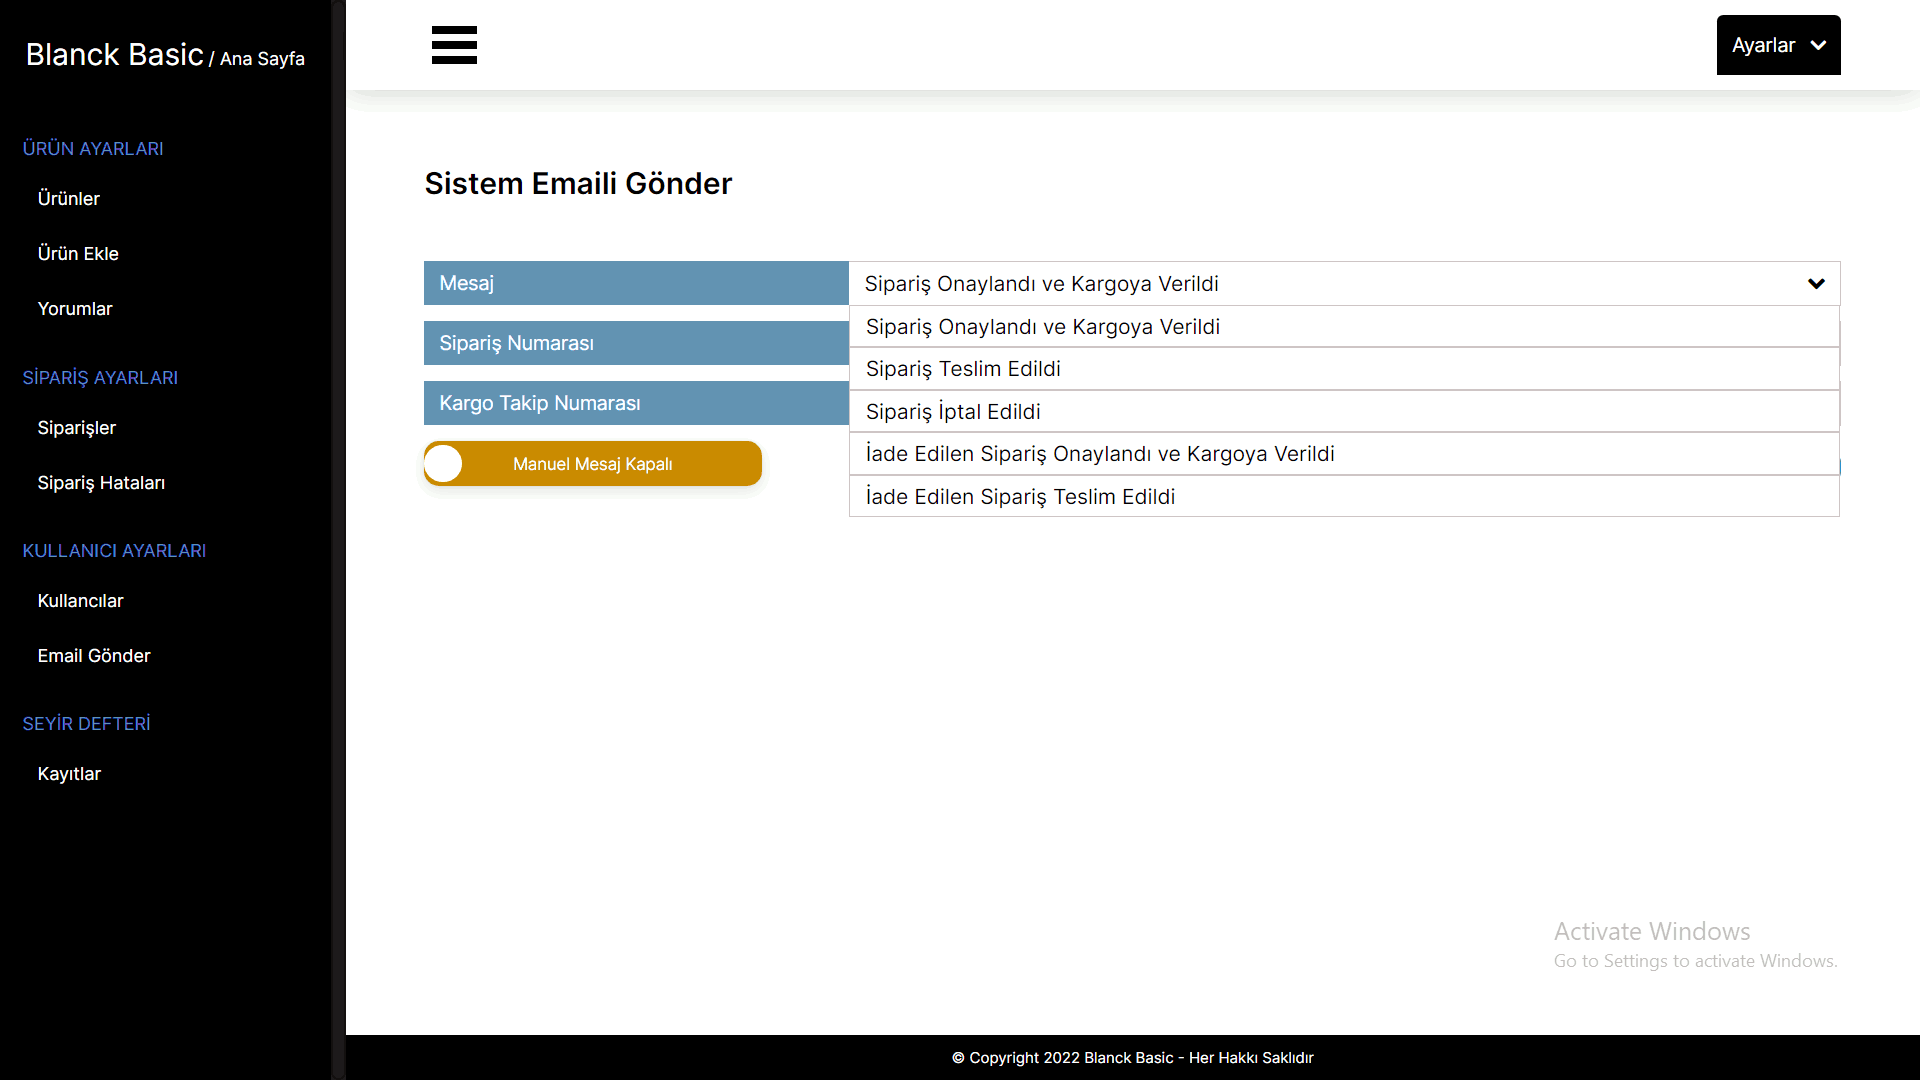 Blanck Basic / Ana Sayfa
ÜRÜN AYARLARI
Ürünler
Ürün Ekle
Yorumlar
SİPARİŞ AYARLARI
Siparişler
Sipariş Hataları
KULLANICI AYARLARI
Kullancılar
Email Gönder
SEYİR DEFTERİ
Kayıtlar
Ayarlar
Sistem Emaili Gönder
Mesaj
Sipariş Onaylandı ve Kargoya Verildi
Sipariş Onaylandı ve Kargoya Verildi
Sipariş Numarası
Sipariş Teslim Edildi
Kargo Takip Numarası
Sipariş İptal Edildi
İade Edilen Sipariş Onaylandı ve Kargoya Verildi
Manuel Mesaj Kapalı
İade Edilen Sipariş Teslim Edildi
Activate Windows
Go to Settings to activate Windows.
© Copyright 2022 Blanck Basic - Her Hakkı Saklıdır